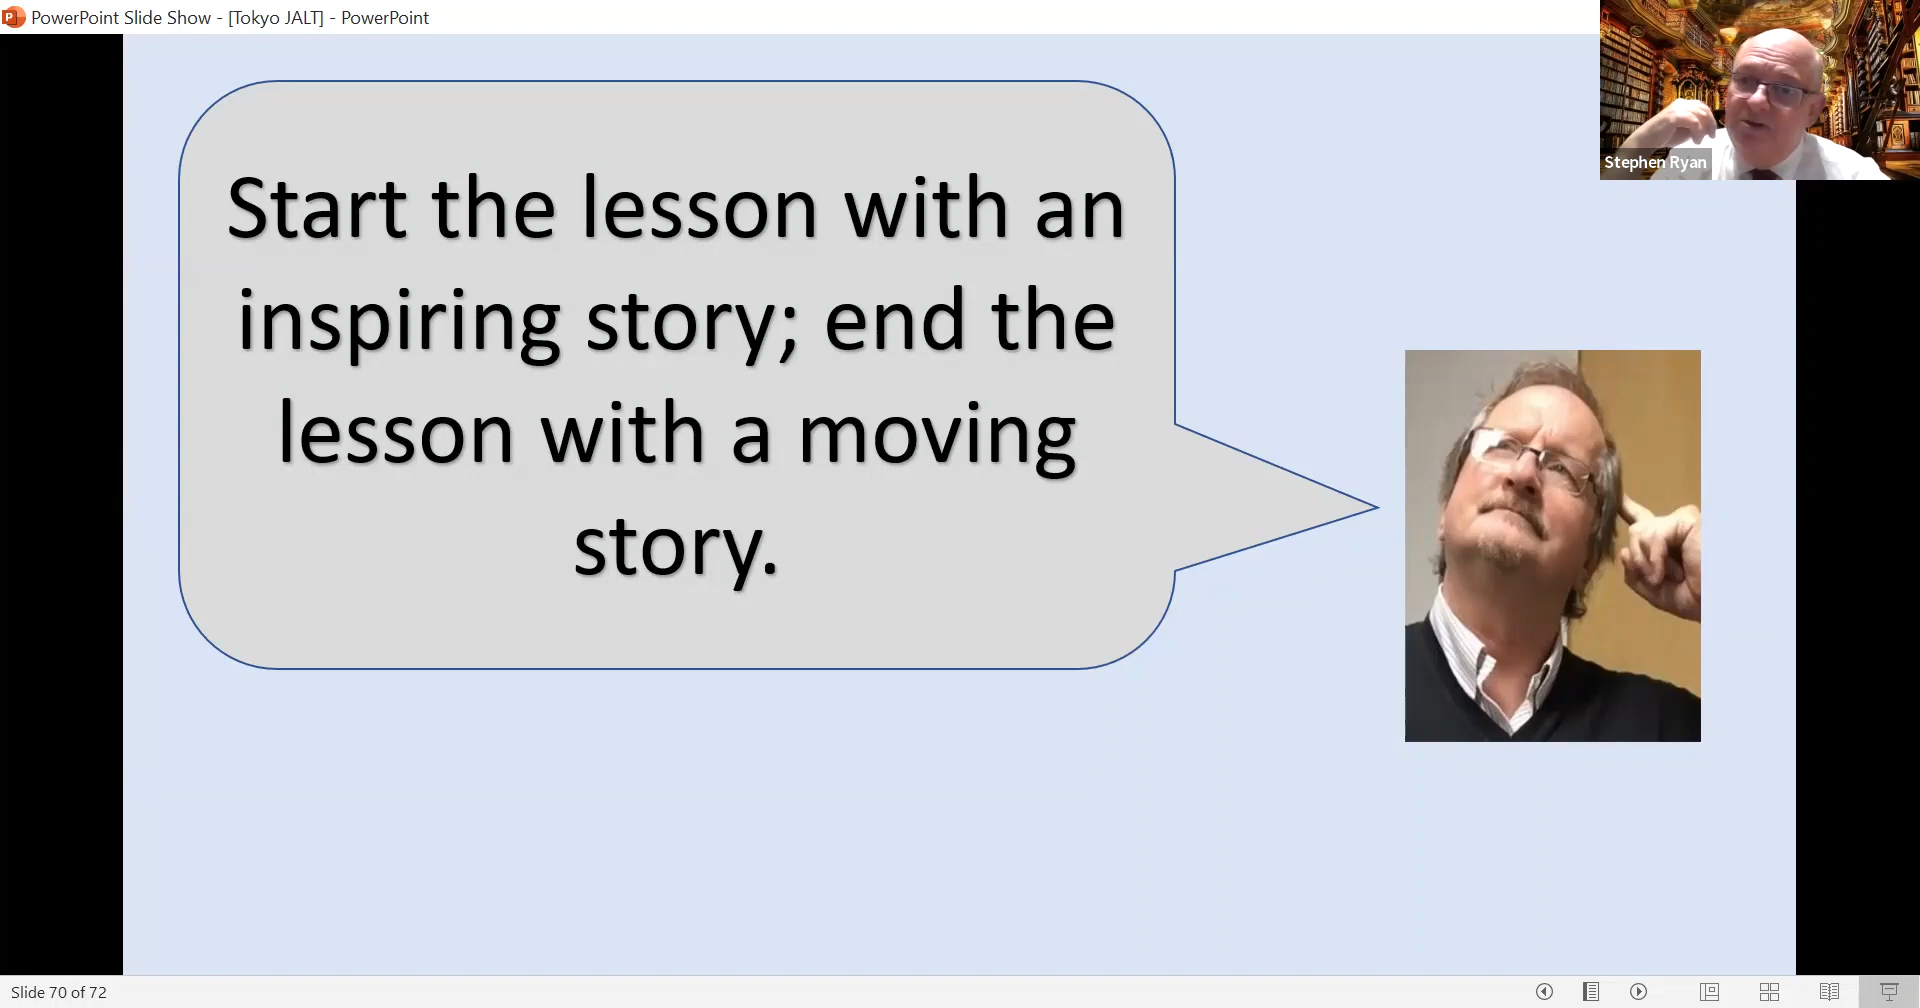 PowerPoint Slide Show - [Tokyo JALT] - PowerPoint
Stephen Ryan
Start the lesson with an
inspiring story; end the
lesson with a moving
story.
Slide 70 of 72